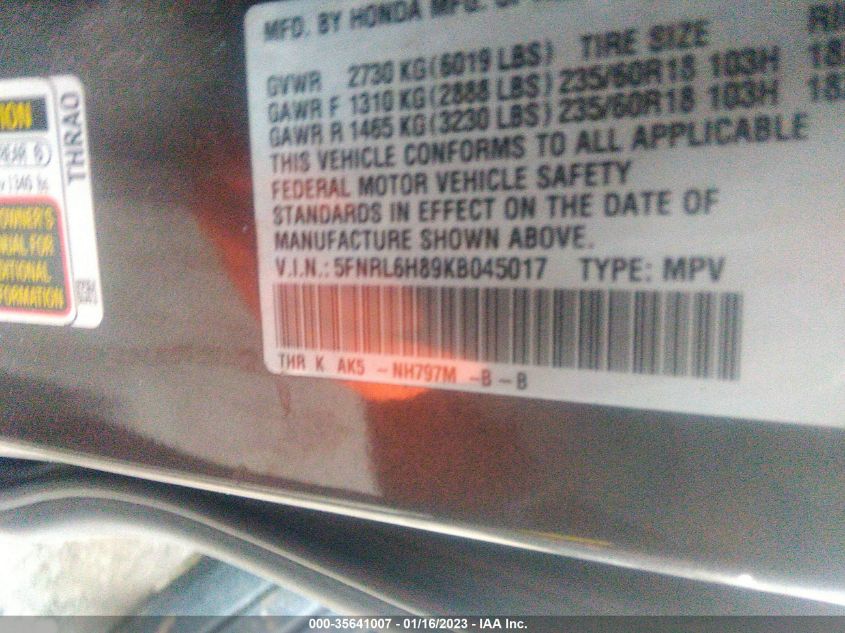 MFD. BY HONDA MFG.
GVWR 2730 KG(6019 LBS) TIRE SIZE
GAWR F 1310 KG(2888 LBS) 235/60R18 103H
GAWR R 1465 KG(3230 LBS) 235/60R18 103H
THIS VEHICLE CONFORMS TO ALL APPLICABLE
FEDERAL MOTOR VEHICLE SAFETY
STANDARDS IN EFFECT ON THE DATE OF
MANUFACTURE SHOWN ABOVE.
V.I.N.: 5FNRL6H89KB045017 TYPE: MPV
THR K AK5 -NH797M -B-B
THRA0
OWNER'S
FOR
000-35641007 - 01/16/2023 - IAA Inc.